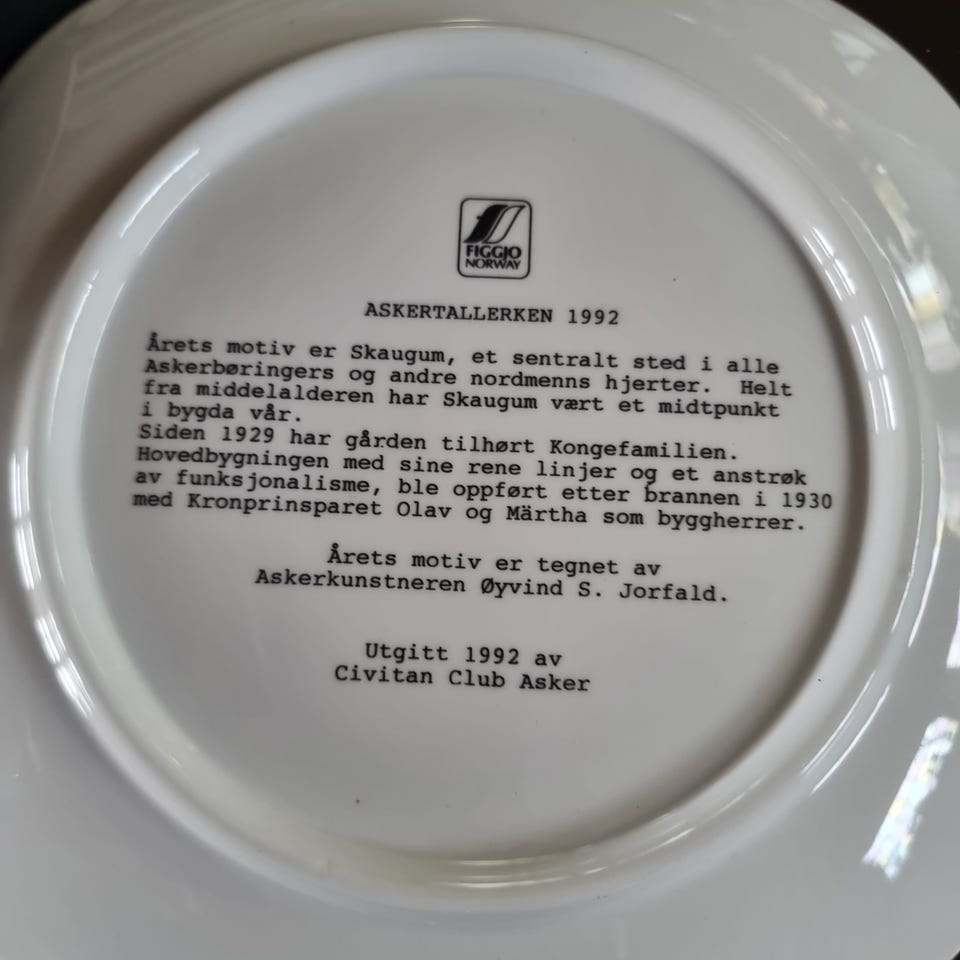 FIGGJO
NORWAY
ASKERTALLERKEN 1992
Årets motiv er Skaugum, et sentralt sted i alle
Askerbøringers og andre nordmenns hjerter. Helt
fra middelalderen har Skaugum vært et midtpunkt
i bygda vår.
Siden 1929 har gården tilhørt Kongefamilien.
Hovedbygningen med sine rene linjer og et anstrøk
av funksjonalisme, ble oppført etter brannen i 1930
med Kronprinsparet Olav og Märtha som byggherrer.
Årets motiv er tegnet av
Askerkunstneren Øyvind S. Jorfald.
Utgitt 1992 av
Civitan Club Asker